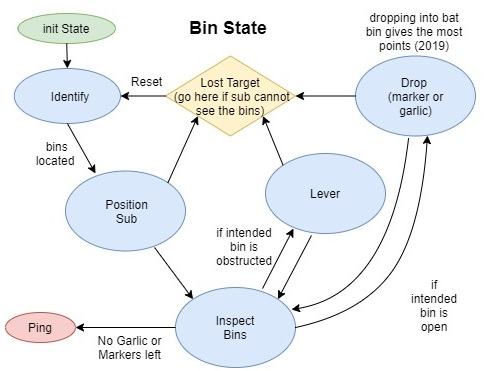 init State
Bin State
dropping into bat
bin gives the most
points (2019)
Identify
Reset
Lost Target
(go here if sub cannot
see the bins)
Drop
(marker or
garlic)
bins
located
Position
Sub
Lever
if intended
bin is
obstructed
if
intended
bin is
open
Ping
No Garlic or
Markers left
Inspect
Bins